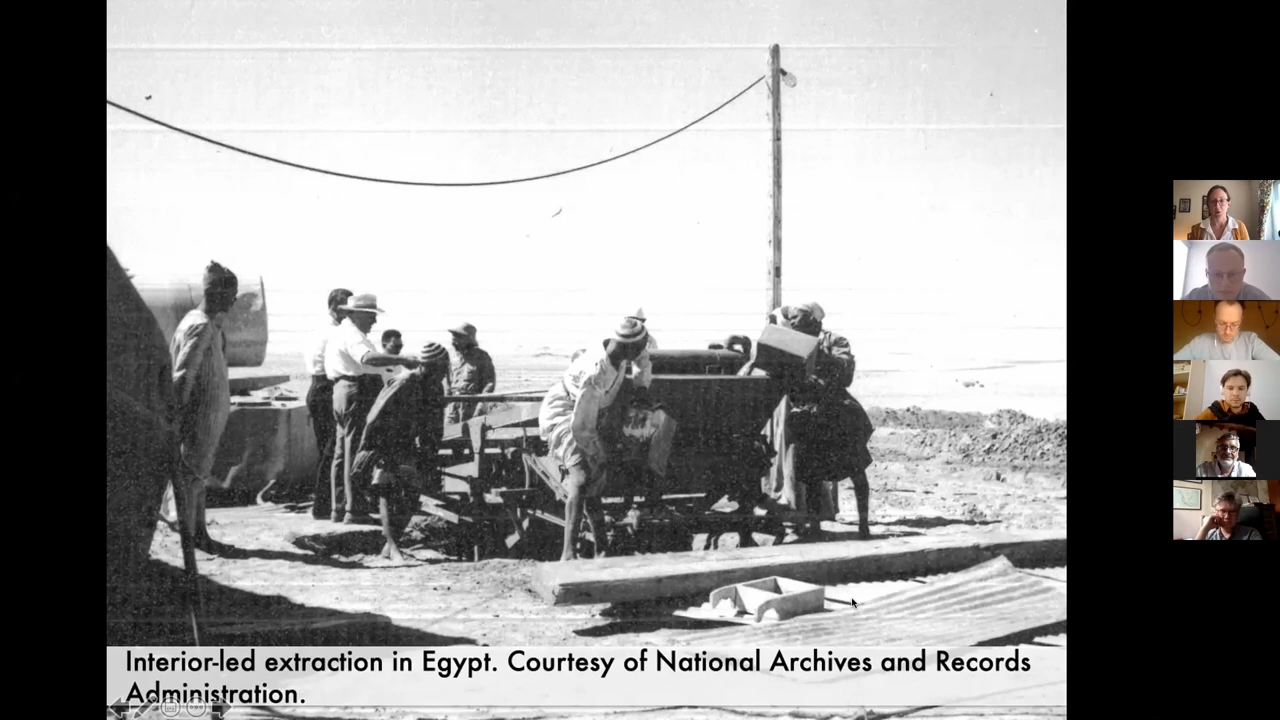 Interior-led extraction in Egypt. Courtesy of National Archives and Records
Administration.